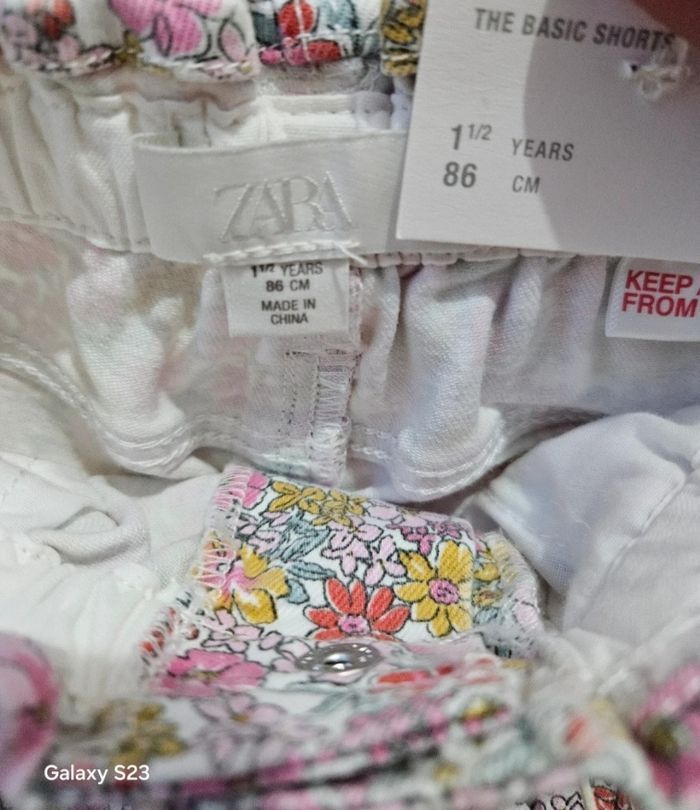 THE BASIC SHORTS
1 1/2 YEARS
86 CM
ZARA
1 1/2 YEARS
86 CM
MADE IN
CHINA
KEEP
FROM
Galaxy S23